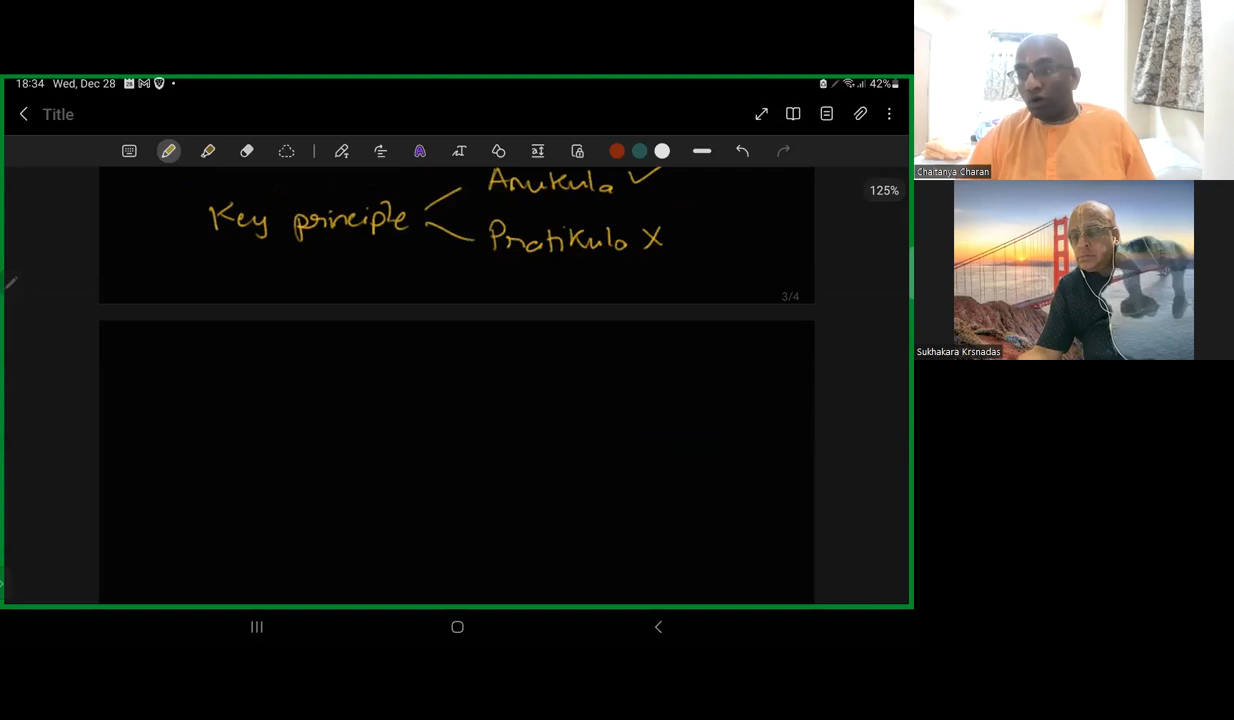 18:34 Wed, Dec 28
42%
Title
125%
Anukula ✓
Key principle
Pratikula X
3/4
Chaitanya Charan
Sukhakara Krsnadas